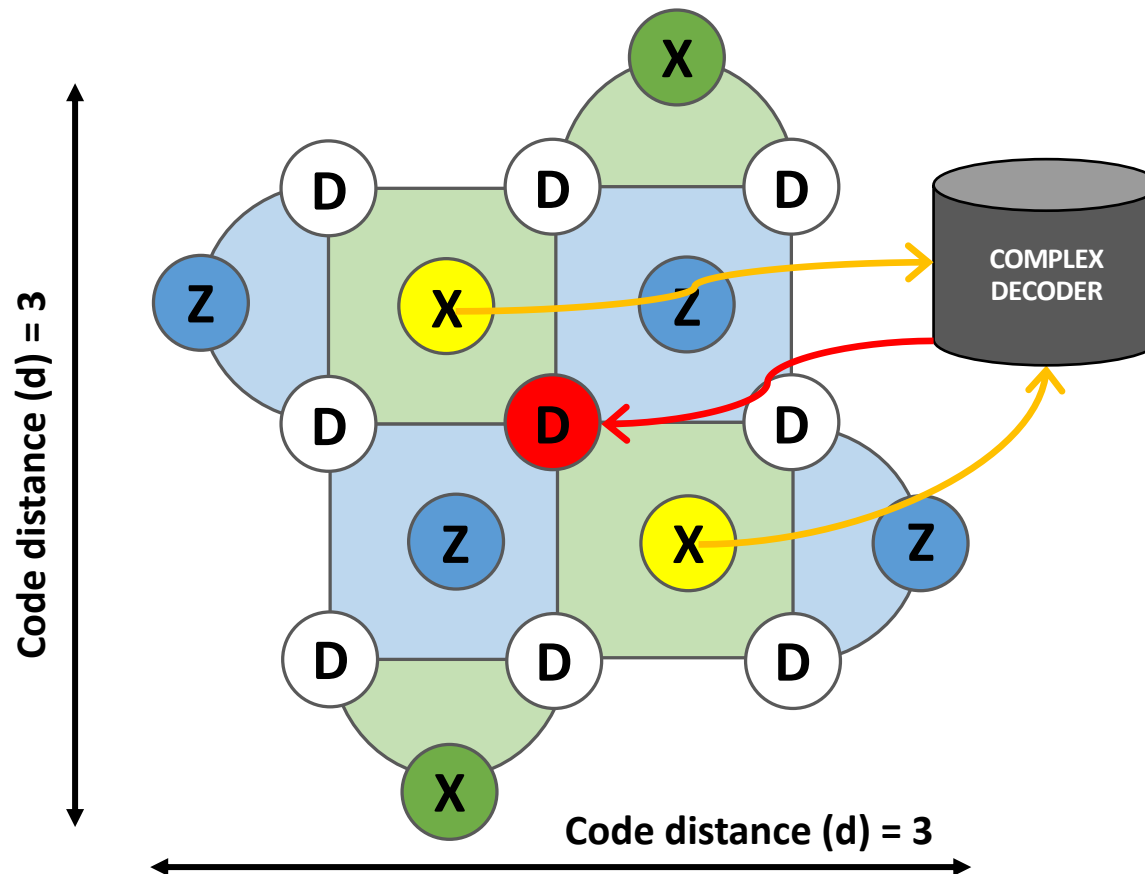 X
D
D
D
Z
X
Z
COMPLEX
DECODER
D
D
D
Z
X
Z
D
D
D
X
Code distance (d) = 3
Code distance (d) = 3